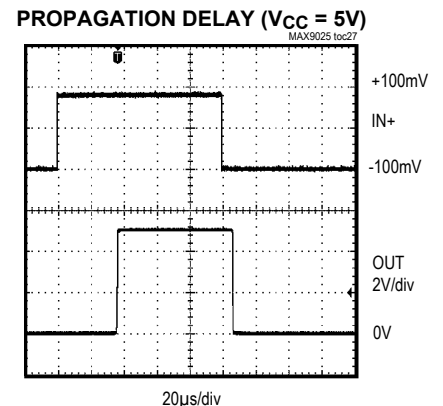 PROPAGATION DELAY (VCC = 5V)
MAX9025 toc27
+100mV
IN+
-100mV
OUT
2V/div
0V
20µs/div